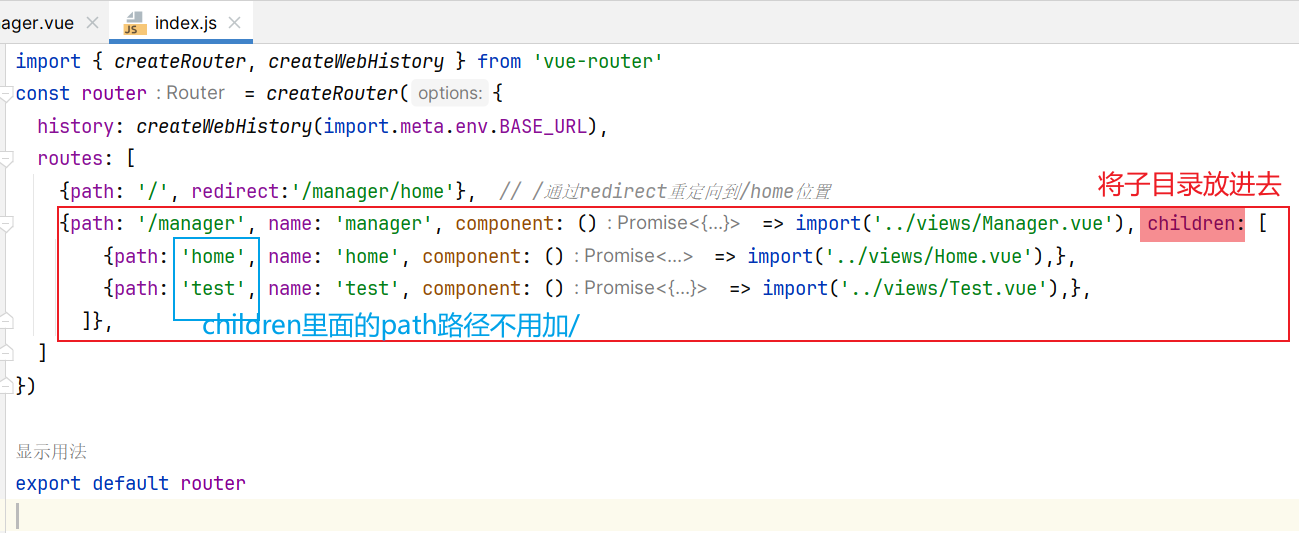 ager.vue index.js
import { createRouter, createWebHistory } from 'vue-router'
const router : Router = createRouter( options: {
history: createWebHistory(import.meta.env.BASE_URL),
routes: [
{path: '/', redirect:'/manager/home'}, // /通过redirect重定向到/home位置
将子目录放进去
{path: '/manager', name: 'manager', component: () : Promise<{...}> => import('../views/Manager.vue'), children: [
{path: 'home', name: 'home', component: () : Promise<...> => import('../views/Home.vue'),},
{path: 'test', name: 'test', component: () : Promise<{...}> => import('../views/Test.vue'),},
]},
children里面的path路径不用加/
]
})
显示用法
export default router